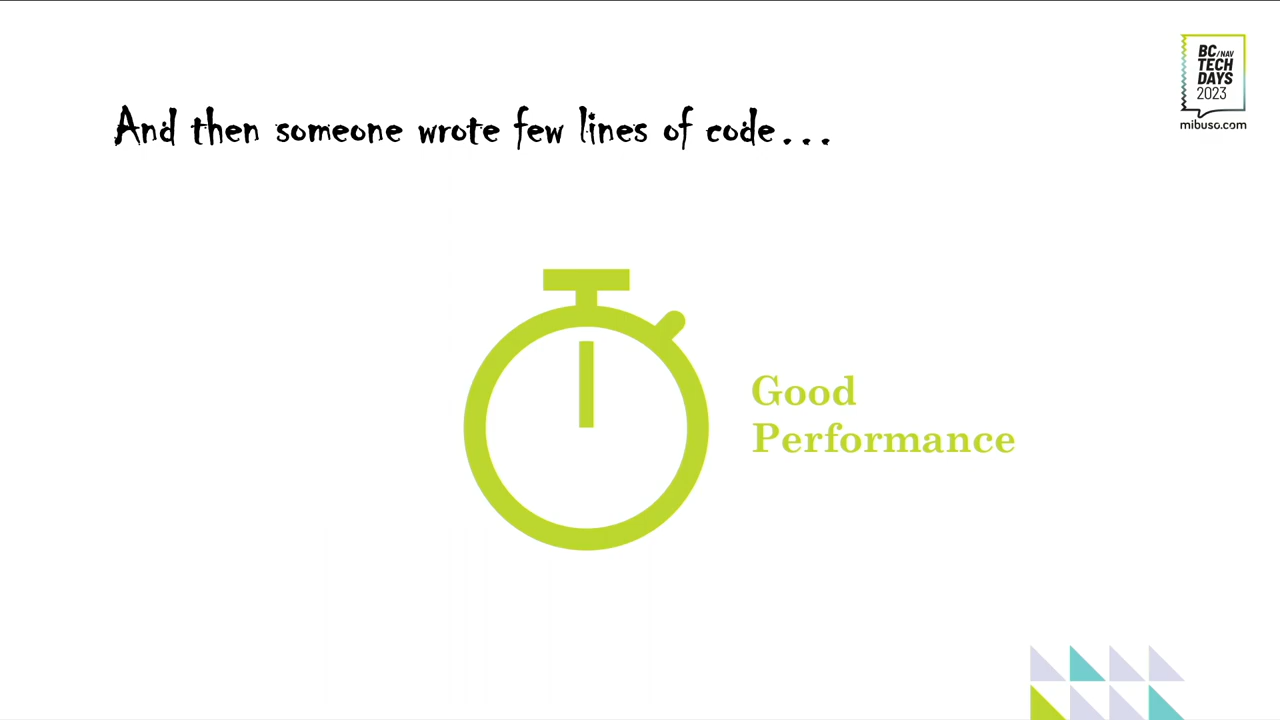 And then someone wrote few lines of code...
BC/NAV
TECH
DAYS
2023
mibuso.com
Good
Performance